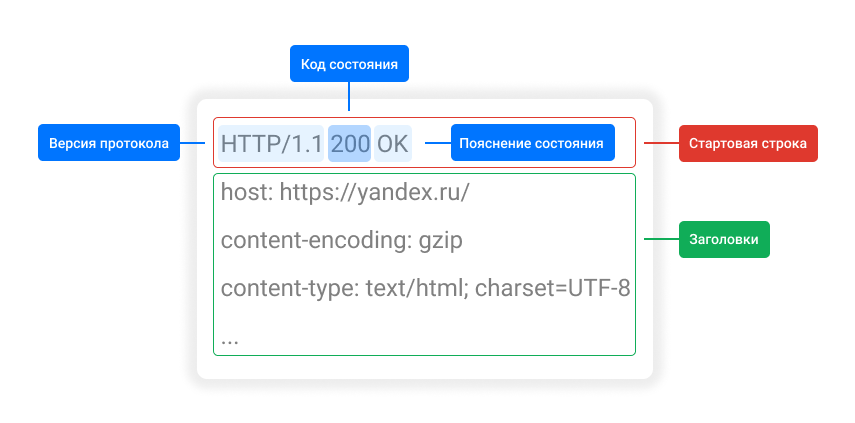 Код состояния
Версия протокола
HTTP/1.1 200 OK
Пояснение состояния
Стартовая строка
host: https://yandex.ru/
content-encoding: gzip
Заголовки
content-type: text/html; charset=UTF-8
...